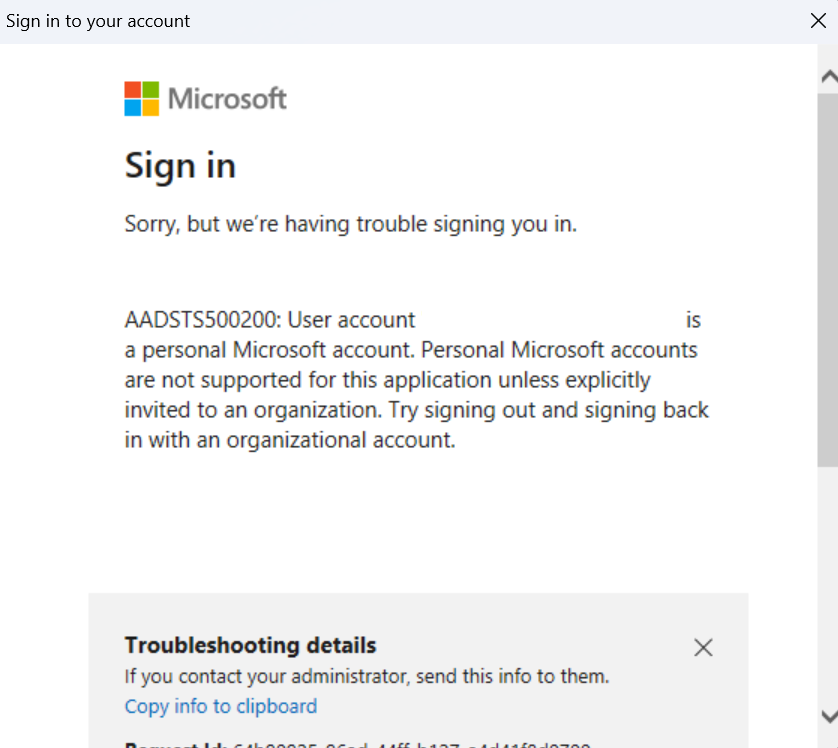 Sign in to your account
Microsoft
Sign in
Sorry, but we're having trouble signing you in.
AADSTS500200: User account is
a personal Microsoft account. Personal Microsoft accounts
are not supported for this application unless explicitly
invited to an organization. Try signing out and signing back
in with an organizational account.
Troubleshooting details
If you contact your administrator, send this info to them.
Copy info to clipboard
Request Id: